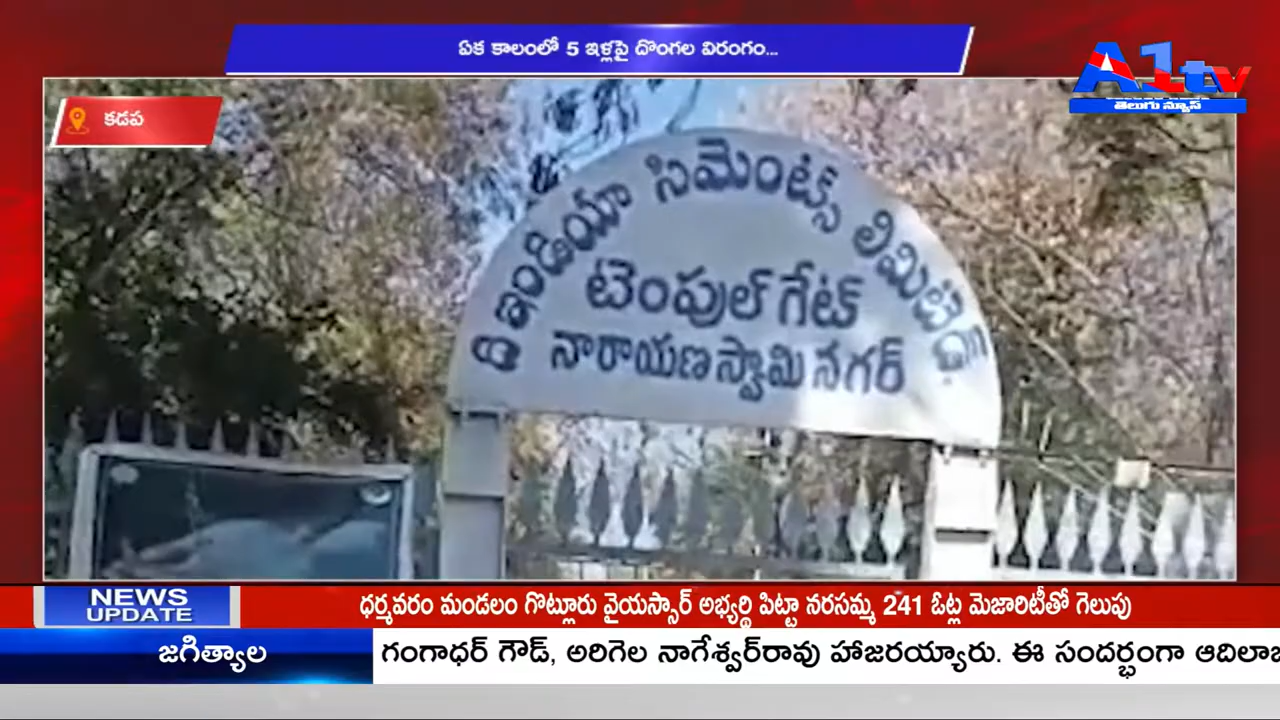 ఏక కాలంలో 5 ఇళ్లపై దొంగల విరంగం...
A1tv
తెలుగు న్యూస్
కడప
ది ఇండియా సిమెంట్స్ లిమిటెడ్.
టెంపుల్ గేట్
నారాయణస్వామి నగర్
NEWS
UPDATE
ధర్మవరం మండలం గొట్లూరు వైయస్సార్ అభ్యర్థి పిట్టా నరసమ్మ 241 ఓట్ల మెజారిటీతో గెలుపు
జగిత్యాల
గంగాధర్ గౌడ్, అరిగెల నాగేశ్వర్‌రావు హాజరయ్యారు. ఈ సందర్భంగా